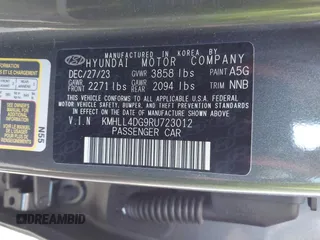 MANUFACTURED IN KOREA, BY
HYUNDAI MOTOR COMPANY
DEC/27/23 GVWR 3858 lbs PAINT A5G
GAWR FRONT 2271 lbs GAWR REAR 2094 lbs TRIM NNB
THIS VEHICLE CONFORMS TO ALL APPLICABLE
FEDERAL MOTOR VEHICLE SAFETY, BUMPER,
AND THEFT PREVENTION STANDARDS IN EFFECT
ON THE DATE OF MANUFACTURE SHOWN ABOVE.
V.I.N KMHLL4DG9RU723012
PASSENGER CAR
N55
DREAMBID